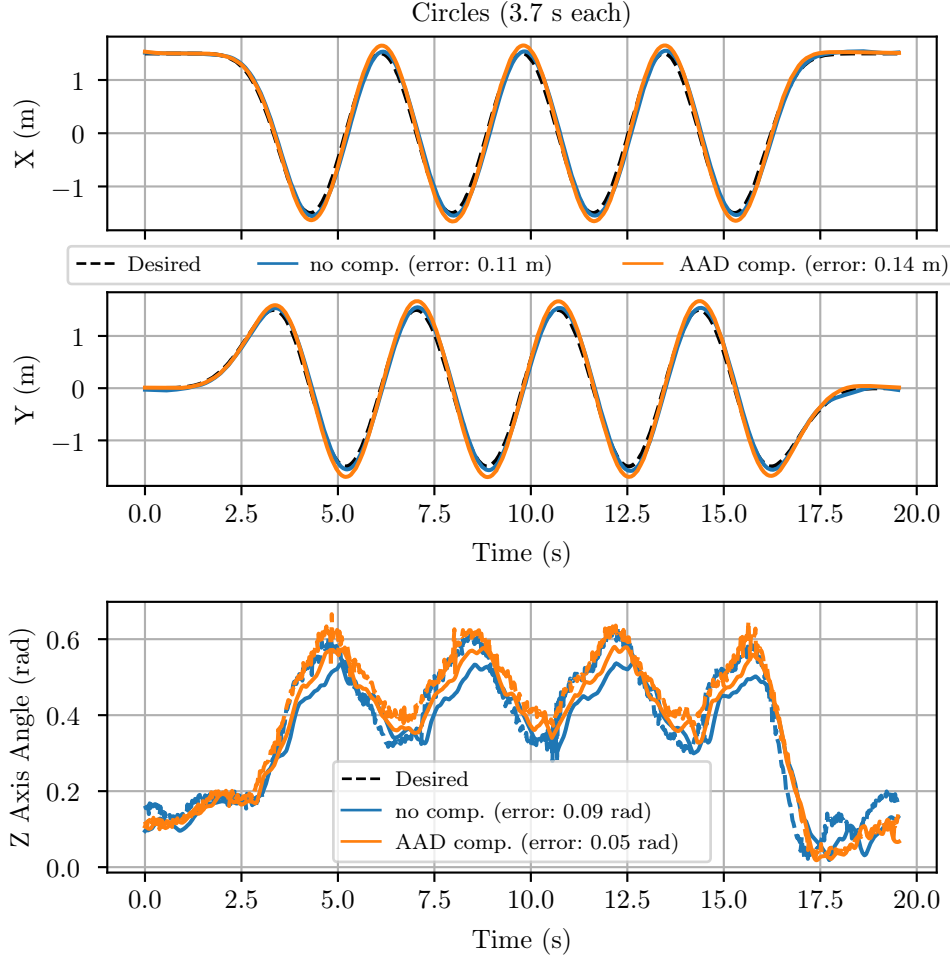 Circles (3.7 s each)
X (m)
1
0
−1
Desired
no comp. (error: 0.11 m)
AAD comp. (error: 0.14 m)
Y (m)
1
0
−1
0.0 2.5 5.0 7.5 10.0 12.5 15.0 17.5 20.0
Time (s)
Z Axis Angle (rad)
0.6
0.4
0.2
0.0
Desired
no comp. (error: 0.09 rad)
AAD comp. (error: 0.05 rad)
0.0 2.5 5.0 7.5 10.0 12.5 15.0 17.5 20.0
Time (s)